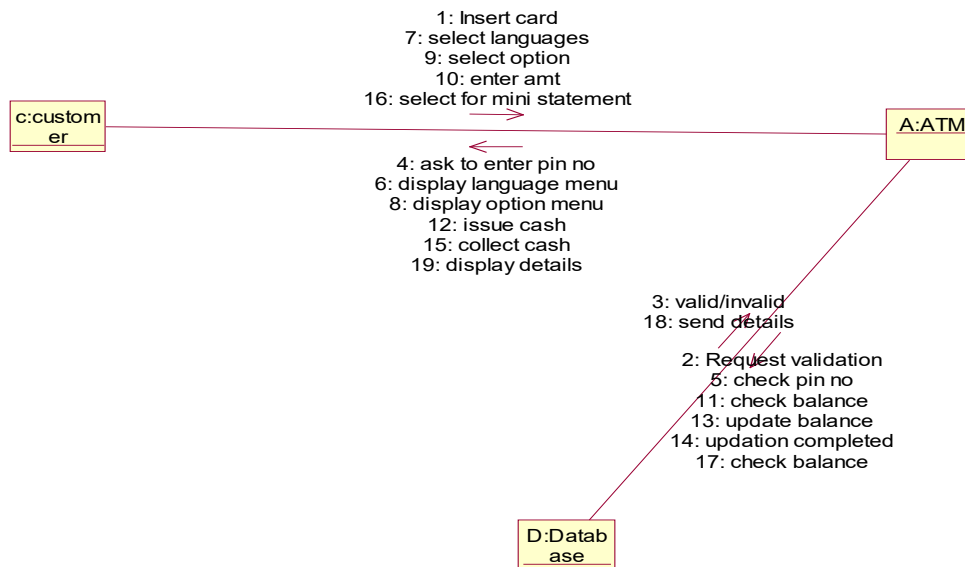 1: Insert card
7: select languages
9: select option
10: enter amt
16: select for mini statement
c:custom
er
A:ATM
4: ask to enter pin no
6: display language menu
8: display option menu
12: issue cash
15: collect cash
19: display details
3: valid/invalid
18: send details
2: Request validation
5: check pin no
11: check balance
13: update balance
14: updation completed
17: check balance
D:Datab
ase